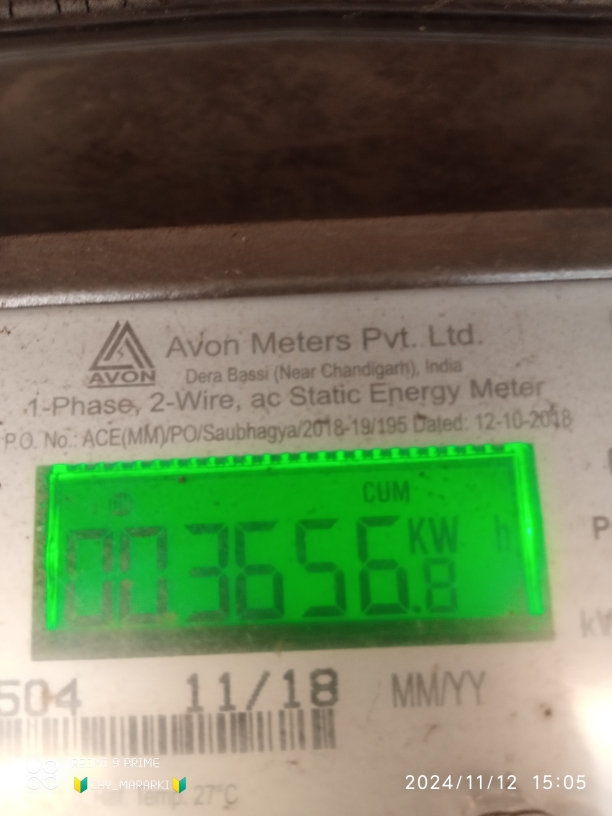 Avon Meters Pvt. Ltd.
AVON
Dera Bassi (Near Chandigarh), India
1-Phase, 2-Wire, ac Static Energy Meter
P.O. No.: ACE(MM)/PO/Saubhagya/2018-19/195 Dated: 12-10-2018
CUM
003656.8 KW h
504 11/18 MM/YY
Temp. 27°C
2024/11/12 15:05